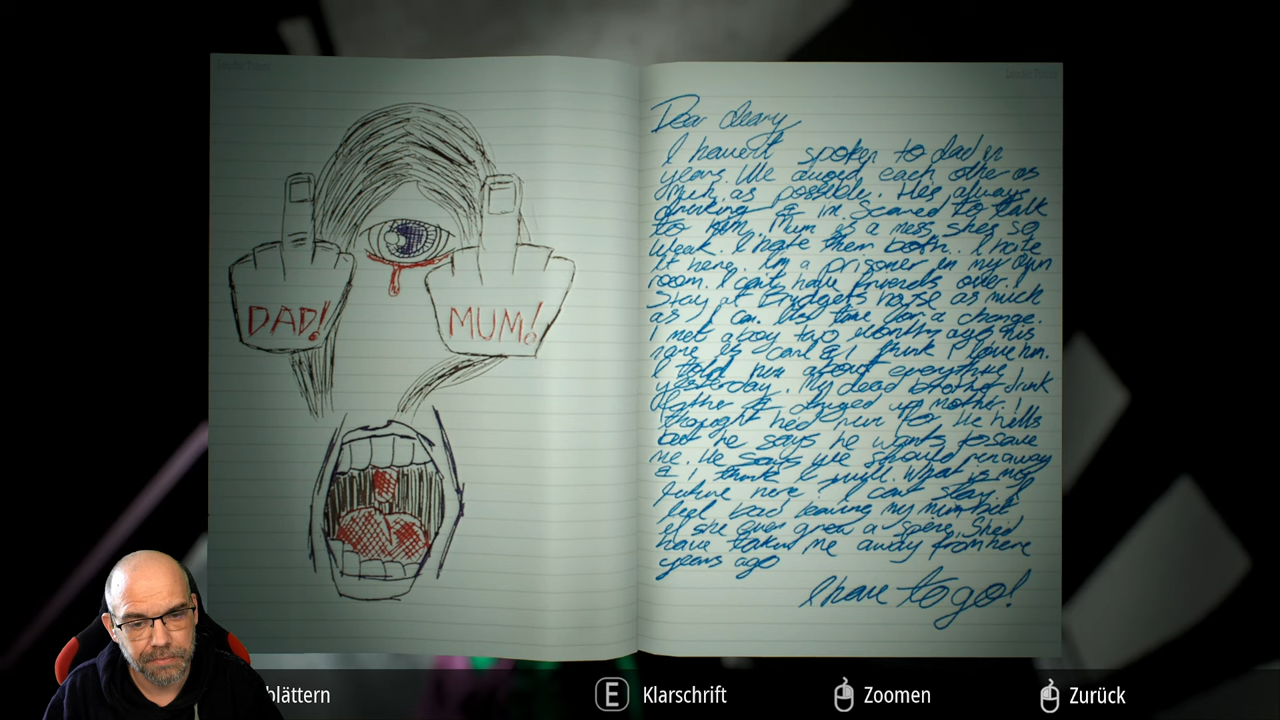 DAD!
MUM!
Dear diary
I haven't spoken to dad in
years. We avoid each other as
much as possible. He's always
drinking & im scared to talk
to him. Mum is a mess, she's so
weak. I hate them both. I hate
it here. Im a prisoner in my own
room. I cant have friends over. I
stay at Bridgets house as much
as I can. Its time for a change.
I met a boy two months ago his
name is Carl & I think I love him.
I told him about everything
yesterday. My dead brother drunk
father & drugged up mother. I
thought he'd run for the hills
but he says he wants to save
me. He says we should run away
& I think I will. What is my
future here? I cant stay. I
feel bad leaving my mum but
if she ever grew a spine, She'd
have taken me away from here
years ago
I have to go!
blättern
E Klarschrift
Zoomen
Zurück